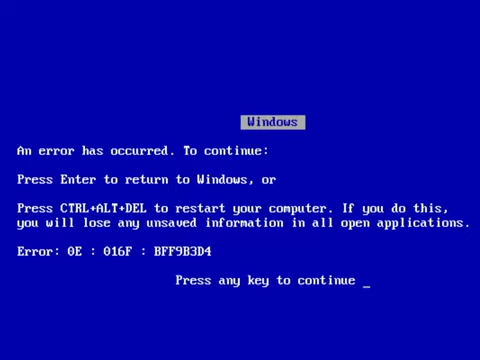 Windows
An error has occurred. To continue:
Press Enter to return to Windows, or
Press CTRL+ALT+DEL to restart your computer. If you do this,
you will lose any unsaved information in all open applications.
Error: 0E : 016F : BFF9B3D4
Press any key to continue _